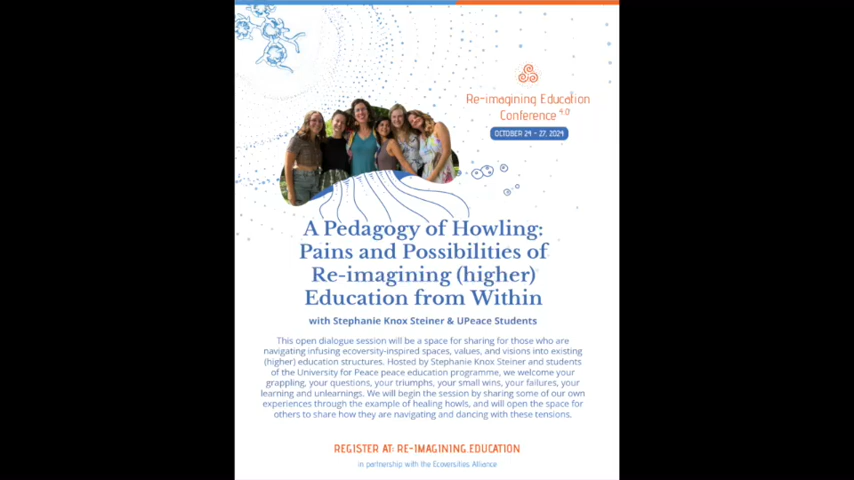 Re-imagining Education
Conference 4.0
OCTOBER 24 - 27, 2024
A Pedagogy of Howling:
Pains and Possibilities of
Re-imagining (higher)
Education from Within
with Stephanie Knox Steiner & UPeace Students
This open dialogue session will be a space for sharing for those who are
navigating infusing ecoversity-inspired spaces, values, and visions into existing
(higher) education structures. Hosted by Stephanie Knox Steiner and students
of the University for Peace peace education programme, we welcome your
grappling, your questions, your triumphs, your small wins, your failures, your
learning and unlearnings. We will begin the session by sharing some of our own
experiences through the example of healing howls, and will open the space for
others to share how they are navigating and dancing with these tensions.
REGISTER AT: RE-IMAGINING.EDUCATION
in partnership with the Ecoversities Alliance